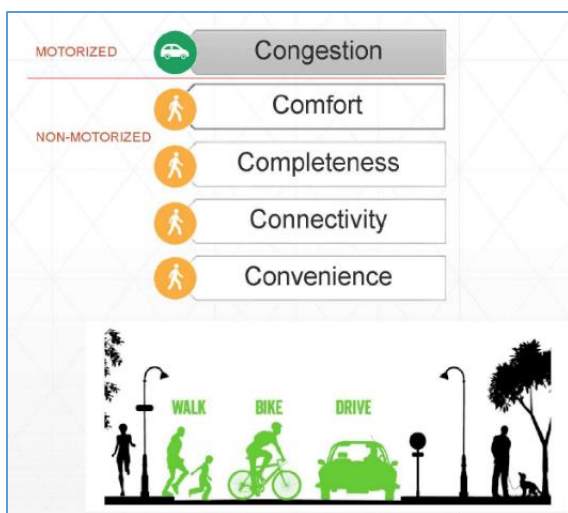 MOTORIZED
Congestion
Comfort
NON-MOTORIZED
Completeness
Connectivity
Convenience
WALK BIKE DRIVE